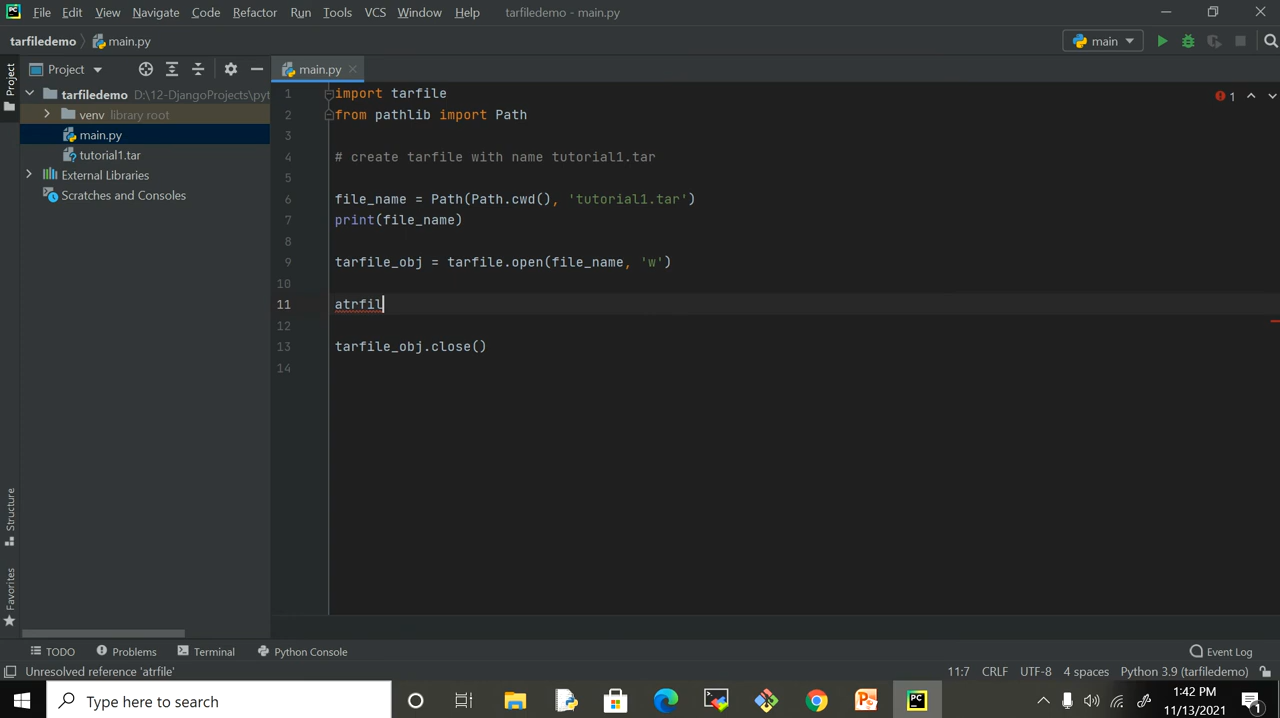 PC File Edit View Navigate Code Refactor Run Tools VCS Window Help tarfiledemo - main.py
tarfiledemo main.py main
Project Project main.py
tarfiledemo D:\12-DjangoProjects\pyt
venv library root
main.py
tutorial1.tar
External Libraries
Scratches and Consoles
1 import tarfile
2 from pathlib import Path
3
4 # create tarfile with name tutorial1.tar
5
6 file_name = Path(Path.cwd(), 'tutorial1.tar')
7 print(file_name)
8
9 tarfile_obj = tarfile.open(file_name, 'w')
10
11 atrfil
12
13 tarfile_obj.close()
14
1
Structure
Favorites
TODO Problems Terminal Python Console Event Log
Unresolved reference 'atrfile' 11:7 CRLF UTF-8 4 spaces Python 3.9 (tarfiledemo)
Type here to search PC 1:42 PM
11/13/2021 1